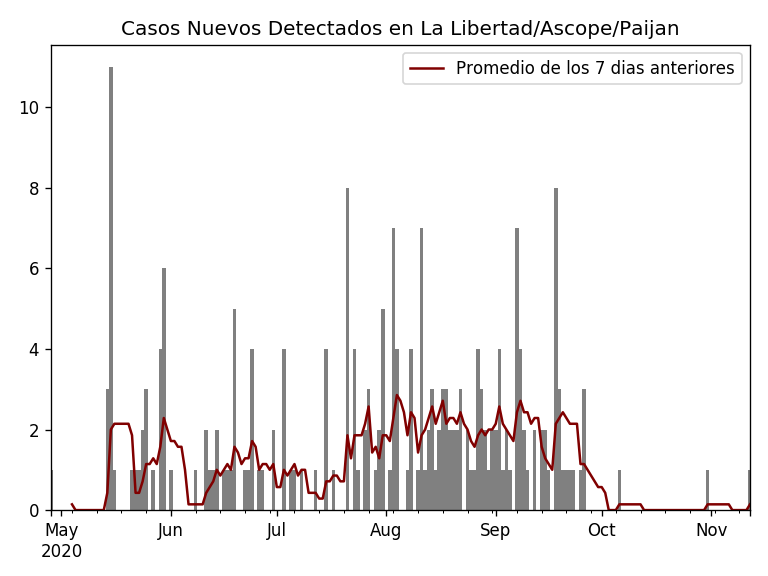 Casos Nuevos Detectados en La Libertad/Ascope/Paijan
Promedio de los 7 dias anteriores
10
8
6
4
2
0
May Jun Jul Aug Sep Oct Nov
2020